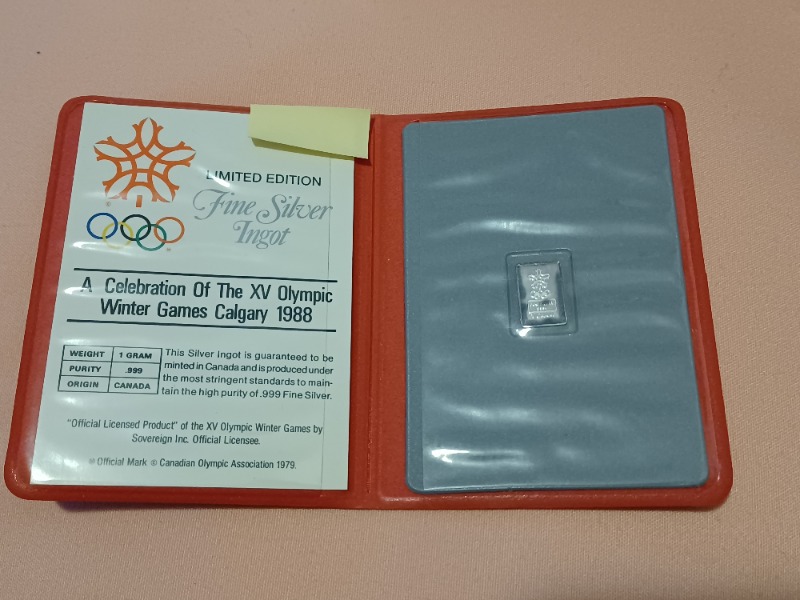 LIMITED EDITION
Fine Silver
Ingot
A Celebration Of The XV Olympic
Winter Games Calgary 1988
WEIGHT 1 GRAM
PURITY .999
ORIGIN CANADA
This Silver Ingot is guaranteed to be
minted in Canada and is produced under
the most stringent standards to main-
tain the high purity of .999 Fine Silver.
"Official Licensed Product" of the XV Olympic Winter Games by
Sovereign Inc. Official Licensee.
Official Mark © Canadian Olympic Association 1979.